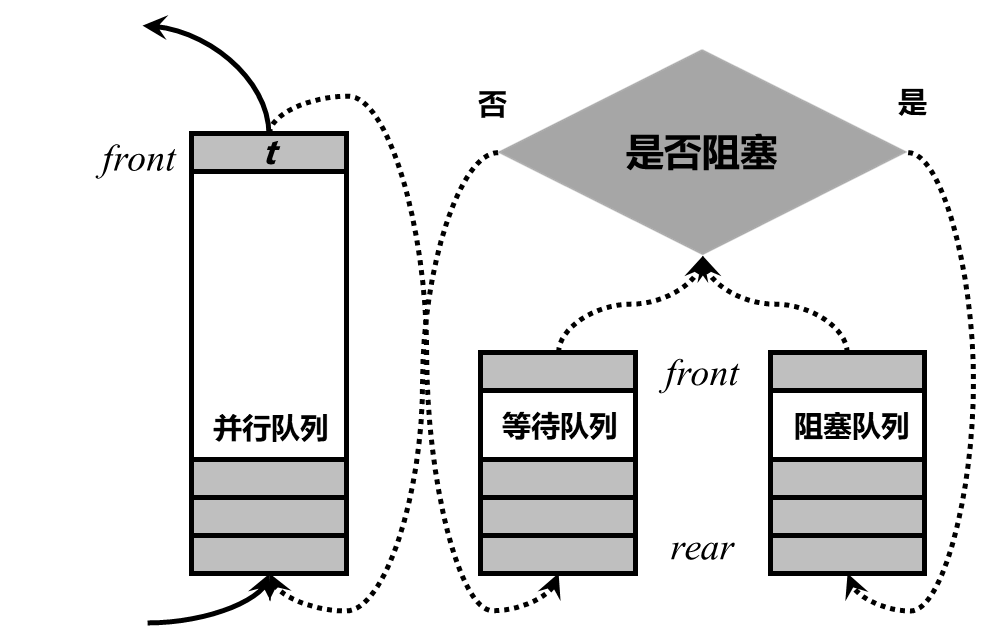 否
是
是否阻塞
front
t
front
并行队列
等待队列
阻塞队列
rear